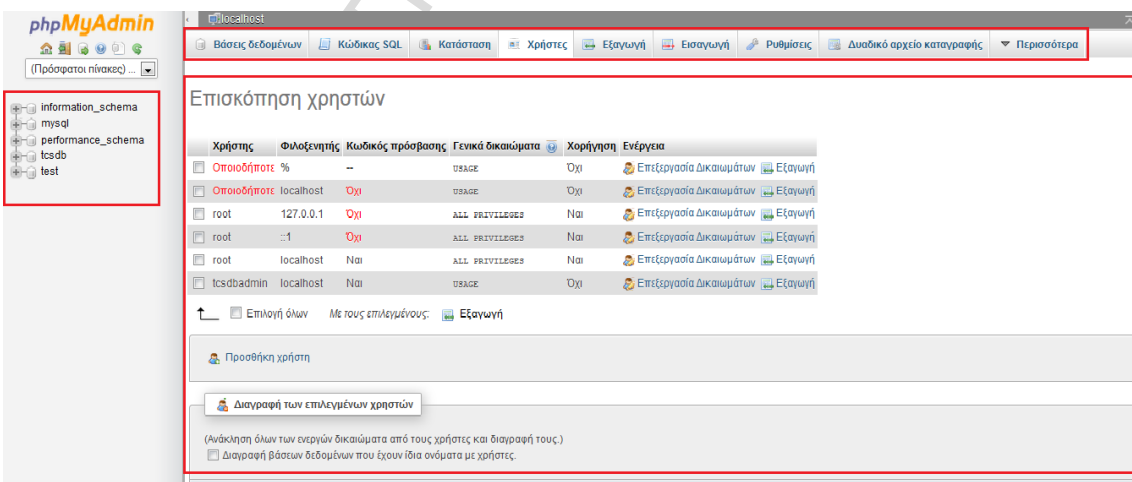 phpMyAdmin
(Πρόσφατοι πίνακες) ...
information_schema
mysql
performance_schema
tcsdb
test
localhost
Βάσεις δεδομένων Κώδικας SQL Κατάσταση Χρήστες Εξαγωγή Εισαγωγή Ρυθμίσεις Δυαδικό αρχείο καταγραφής Περισσότερα
Επισκόπηση χρηστών
Χρήστης Φιλοξενητής Κωδικός πρόσβασης Γενικά δικαιώματα Χορήγηση Ενέργεια
Οποιοδήποτε % -- USAGE Όχι Επεξεργασία Δικαιωμάτων Εξαγωγή
Οποιοδήποτε localhost Όχι USAGE Όχι Επεξεργασία Δικαιωμάτων Εξαγωγή
root 127.0.0.1 Όχι ALL PRIVILEGES Ναι Επεξεργασία Δικαιωμάτων Εξαγωγή
root ::1 Όχι ALL PRIVILEGES Ναι Επεξεργασία Δικαιωμάτων Εξαγωγή
root localhost Ναι ALL PRIVILEGES Ναι Επεξεργασία Δικαιωμάτων Εξαγωγή
tcsdbadmin localhost Ναι USAGE Όχι Επεξεργασία Δικαιωμάτων Εξαγωγή
Επιλογή όλων Με τους επιλεγμένους: Εξαγωγή
Προσθήκη χρήστη
Διαγραφή των επιλεγμένων χρηστών
(Ανάκληση όλων των ενεργών δικαιώματα από τους χρήστες και διαγραφή τους.)
Διαγραφή βάσεων δεδομένων που έχουν ίδια ονόματα με χρήστες.